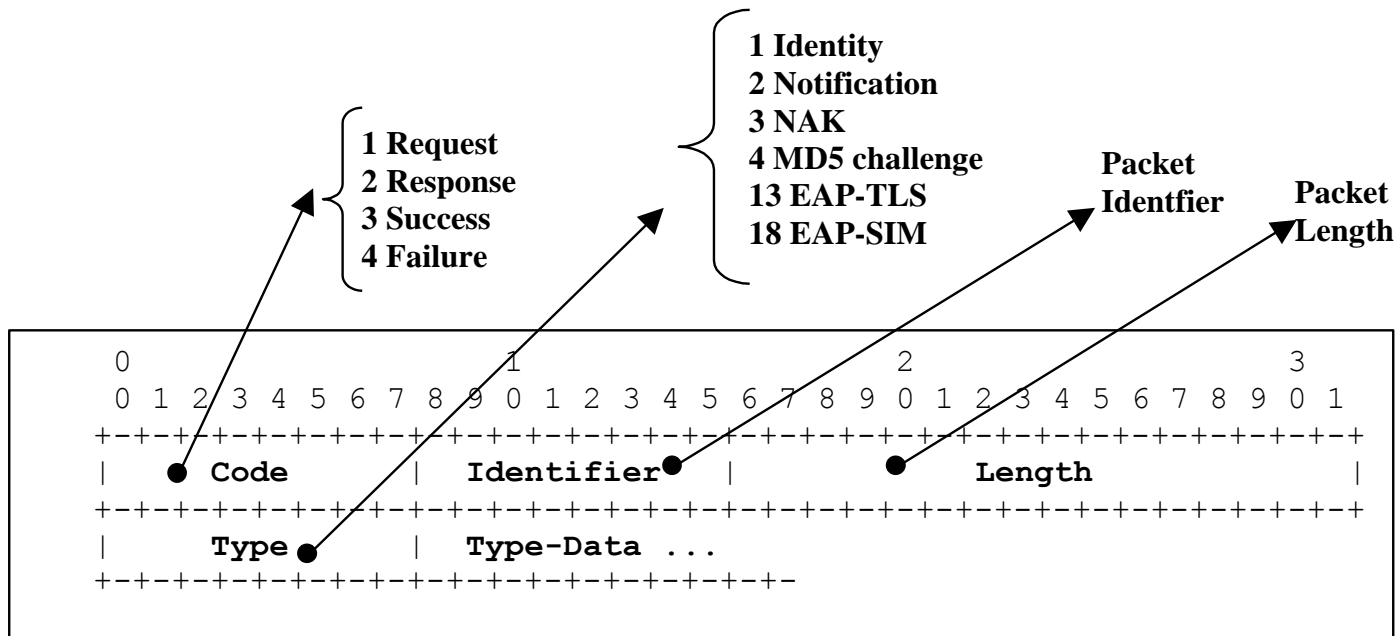 1 Identity
2 Notification
3 NAK
4 MD5 challenge
13 EAP-TLS
18 EAP-SIM
1 Request
2 Response
3 Success
4 Failure
Packet
Identfier
Packet
Length
0 1 2 3
0 1 2 3 4 5 6 7 8 9 0 1 2 3 4 5 6 7 8 9 0 1 2 3 4 5 6 7 8 9 0 1
+-+-+-+-+-+-+-+-+-+-+-+-+-+-+-+-+-+-+-+-+-+-+-+-+-+-+-+-+-+-+-+-+
| Code | Identifier | Length |
+-+-+-+-+-+-+-+-+-+-+-+-+-+-+-+-+-+-+-+-+-+-+-+-+-+-+-+-+-+-+-+-+
| Type | Type-Data ...
+-+-+-+-+-+-+-+-+-+-+-+-+-+-+-+-+-+-